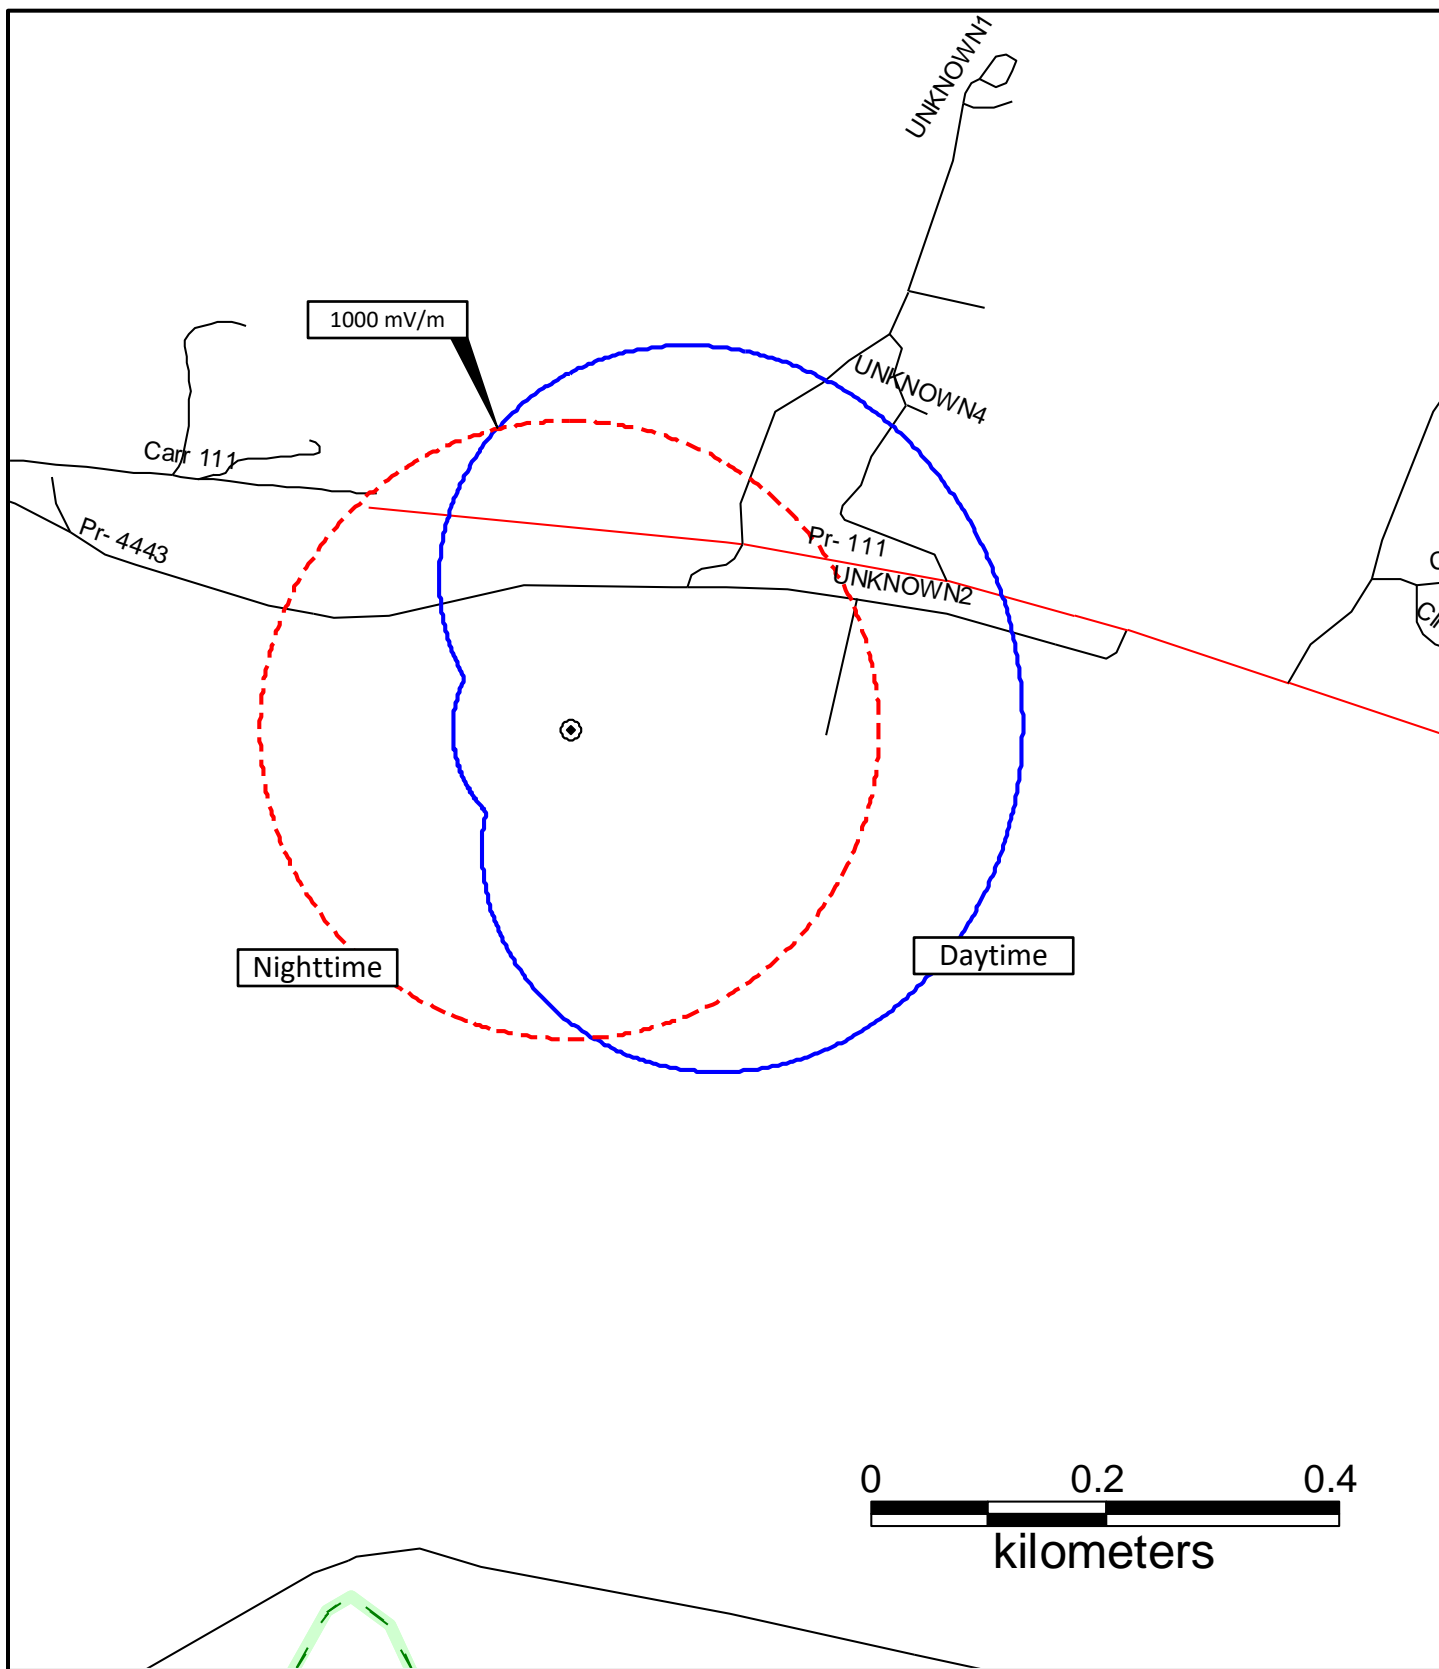 UNKNOWN1
1000 mV/m
UNKNOWN4
Carr 111
Pr- 4443
Pr- 111
UNKNOWN2
Nighttime
Daytime
0 0.2 0.4
kilometers